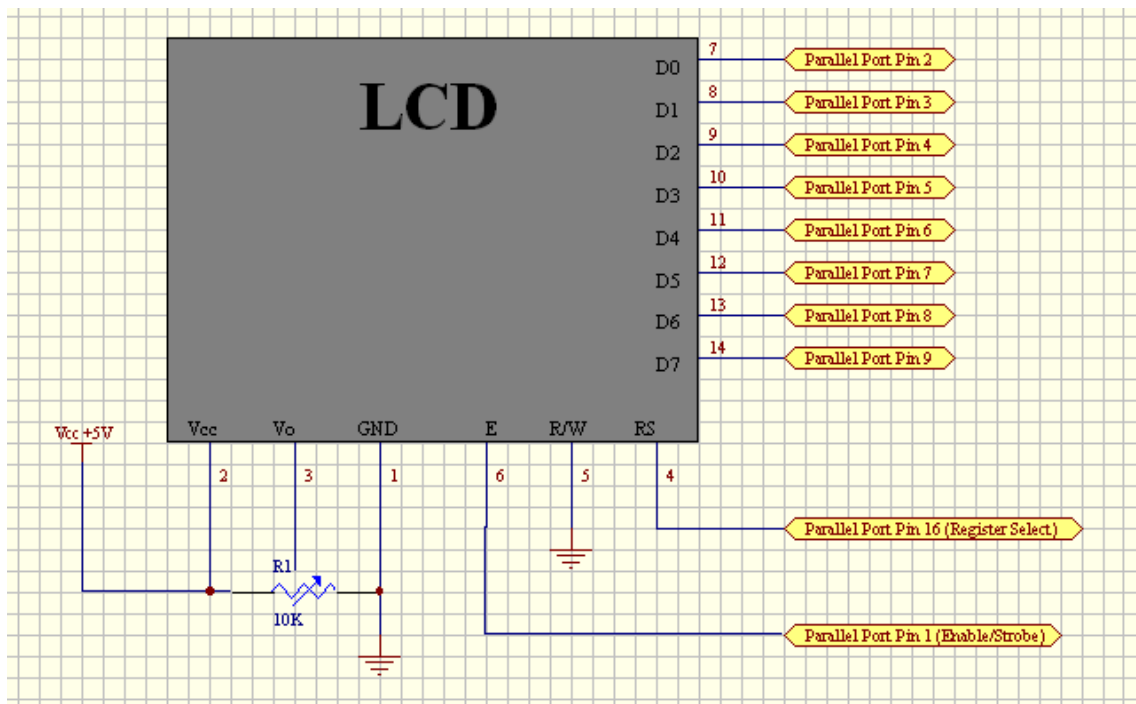 LCD
D0
7
Parallel Port Pin 2
D1
8
Parallel Port Pin 3
D2
9
Parallel Port Pin 4
D3
10
Parallel Port Pin 5
D4
11
Parallel Port Pin 6
D5
12
Parallel Port Pin 7
D6
13
Parallel Port Pin 8
D7
14
Parallel Port Pin 9
Vcc +5V
Vcc
Vo
GND
E
R/W
RS
2
3
1
6
5
4
Parallel Port Pin 16 (Register Select)
R1
10K
Parallel Port Pin 1 (Enable/Strobe)